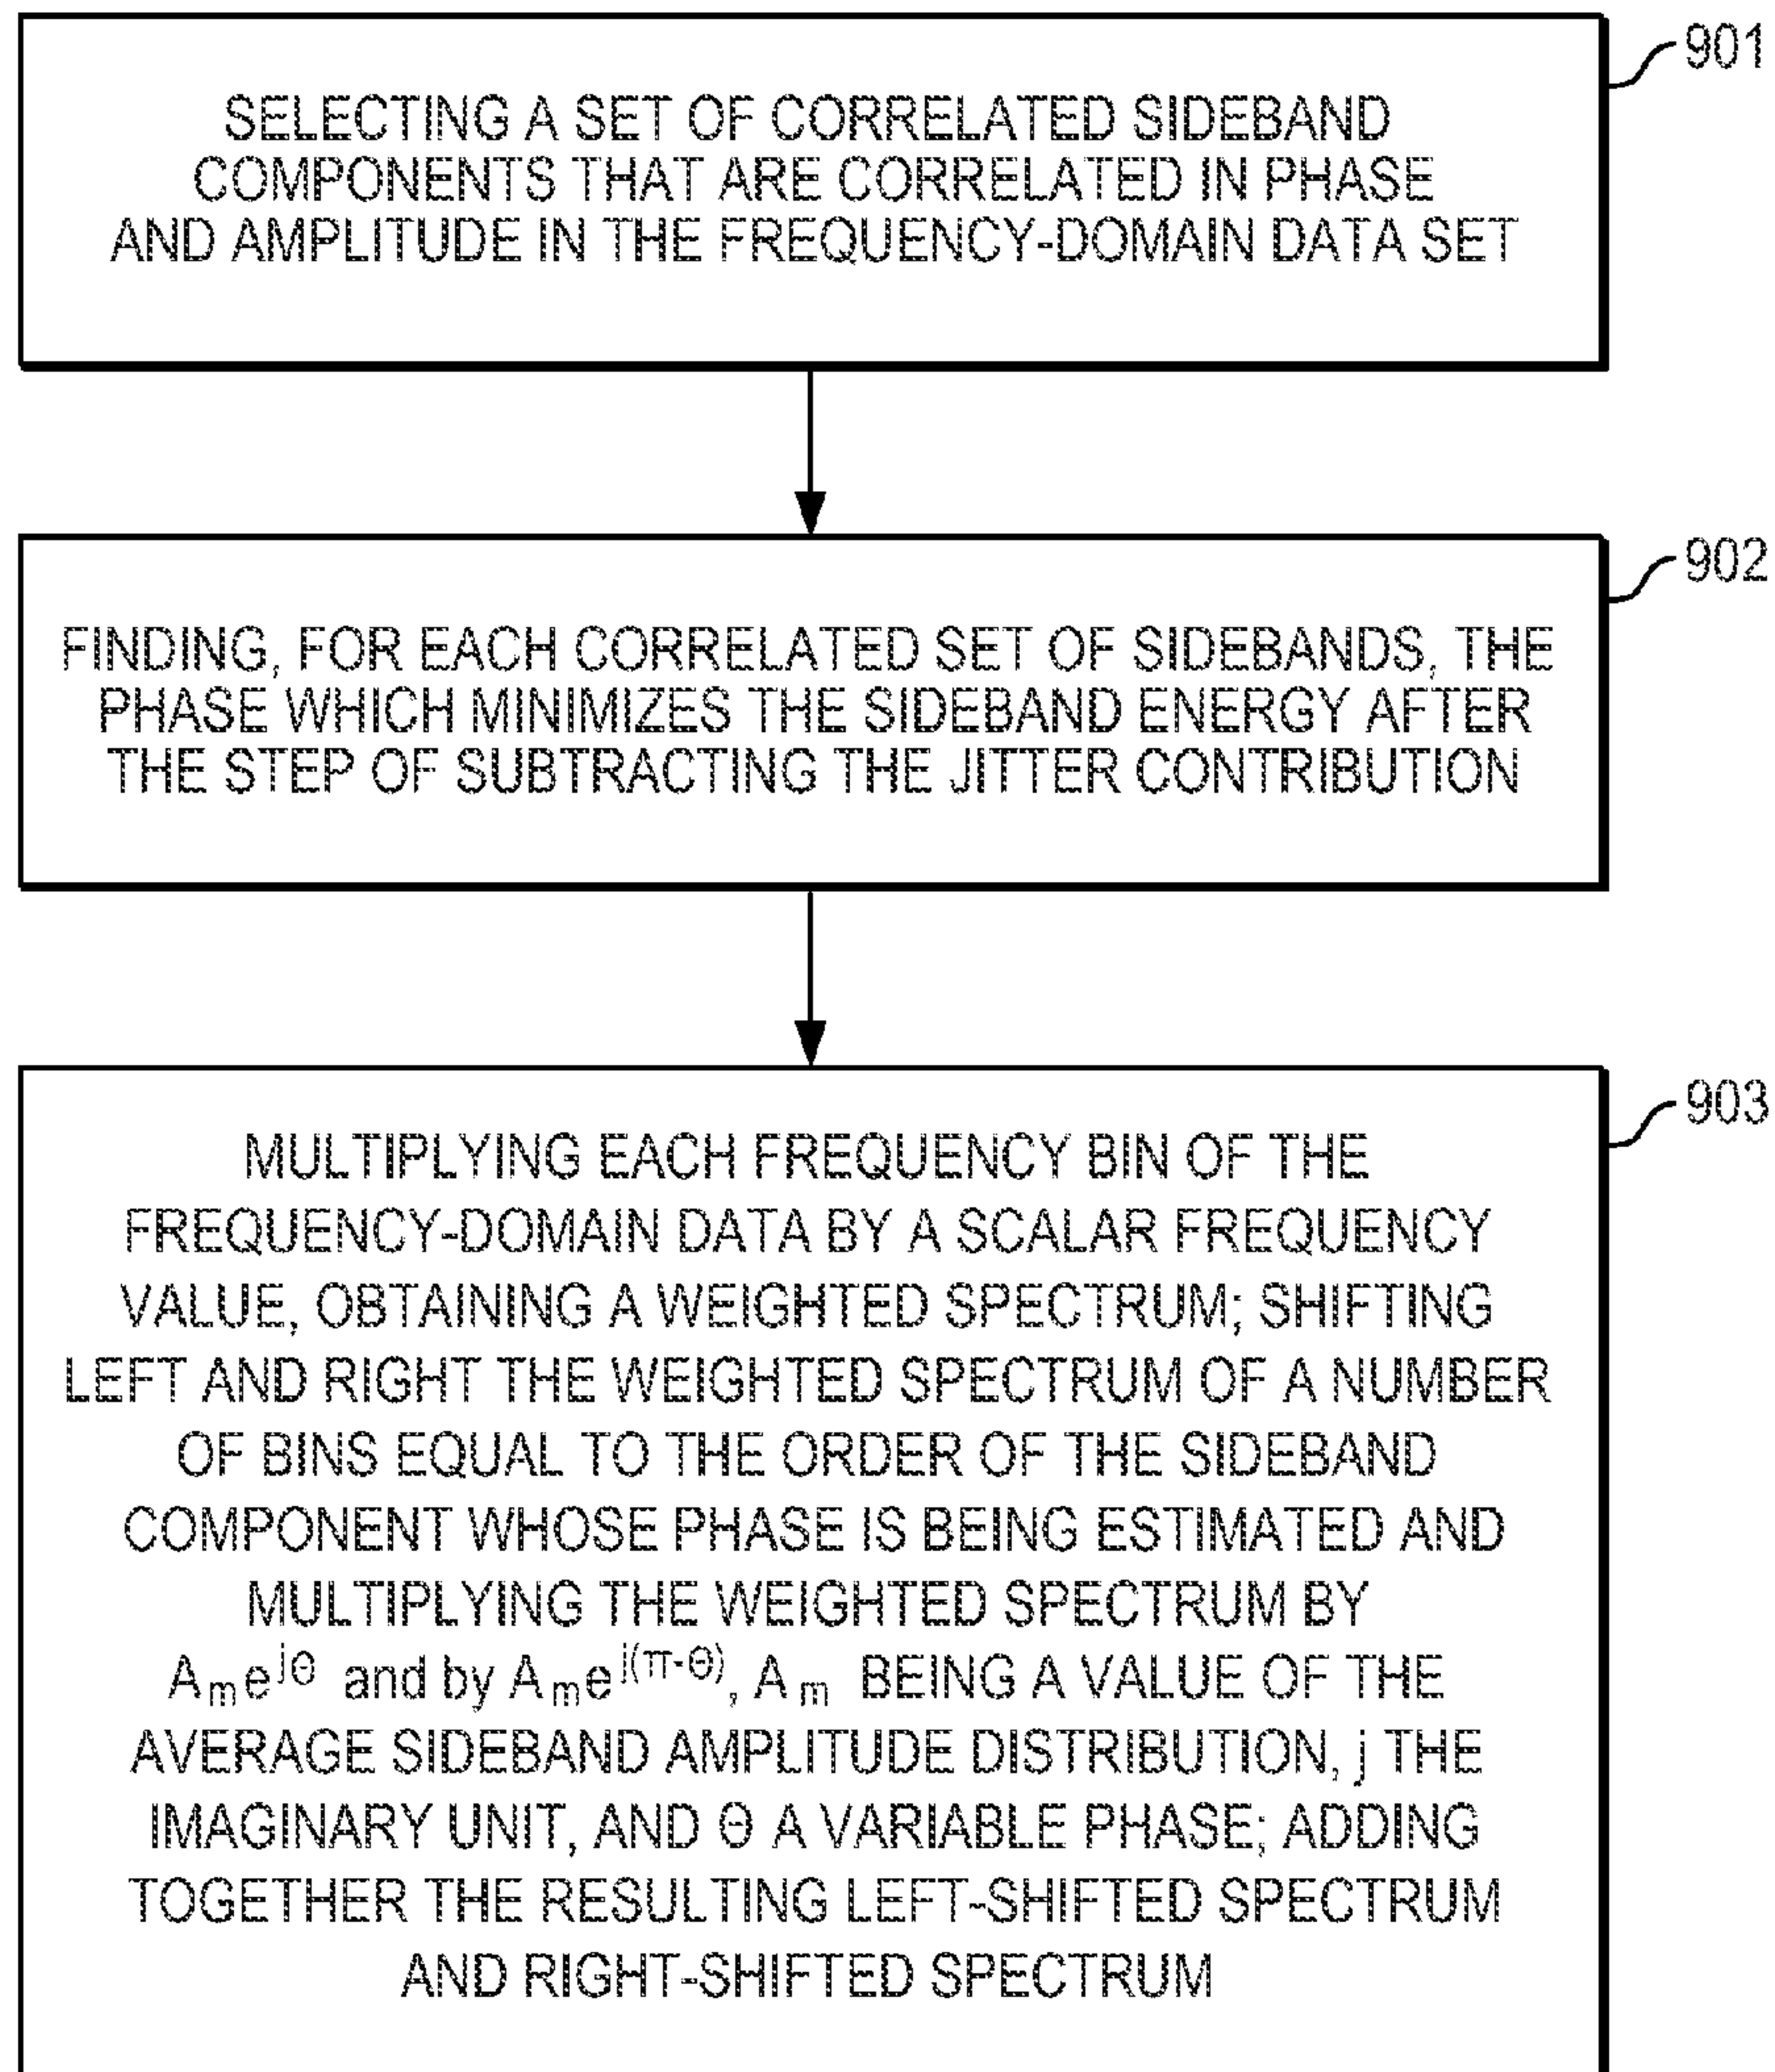 901
SELECTING A SET OF CORRELATED SIDEBAND
COMPONENTS THAT ARE CORRELATED IN PHASE
AND AMPLITUDE IN THE FREQUENCY-DOMAIN DATA SET
902
FINDING, FOR EACH CORRELATED SET OF SIDEBANDS, THE
PHASE WHICH MINIMIZES THE SIDEBAND ENERGY AFTER
THE STEP OF SUBTRACTING THE JITTER CONTRIBUTION
903
MULTIPLYING EACH FREQUENCY BIN OF THE
FREQUENCY-DOMAIN DATA BY A SCALAR FREQUENCY
VALUE, OBTAINING A WEIGHTED SPECTRUM; SHIFTING
LEFT AND RIGHT THE WEIGHTED SPECTRUM OF A NUMBER
OF BINS EQUAL TO THE ORDER OF THE SIDEBAND
COMPONENT WHOSE PHASE IS BEING ESTIMATED AND
MULTIPLYING THE WEIGHTED SPECTRUM BY
A_m e^{jΘ} and by A_m e^{j(π-Θ)}, A_m BEING A VALUE OF THE
AVERAGE SIDEBAND AMPLITUDE DISTRIBUTION, j THE
IMAGINARY UNIT, AND Θ A VARIABLE PHASE; ADDING
TOGETHER THE RESULTING LEFT-SHIFTED SPECTRUM
AND RIGHT-SHIFTED SPECTRUM